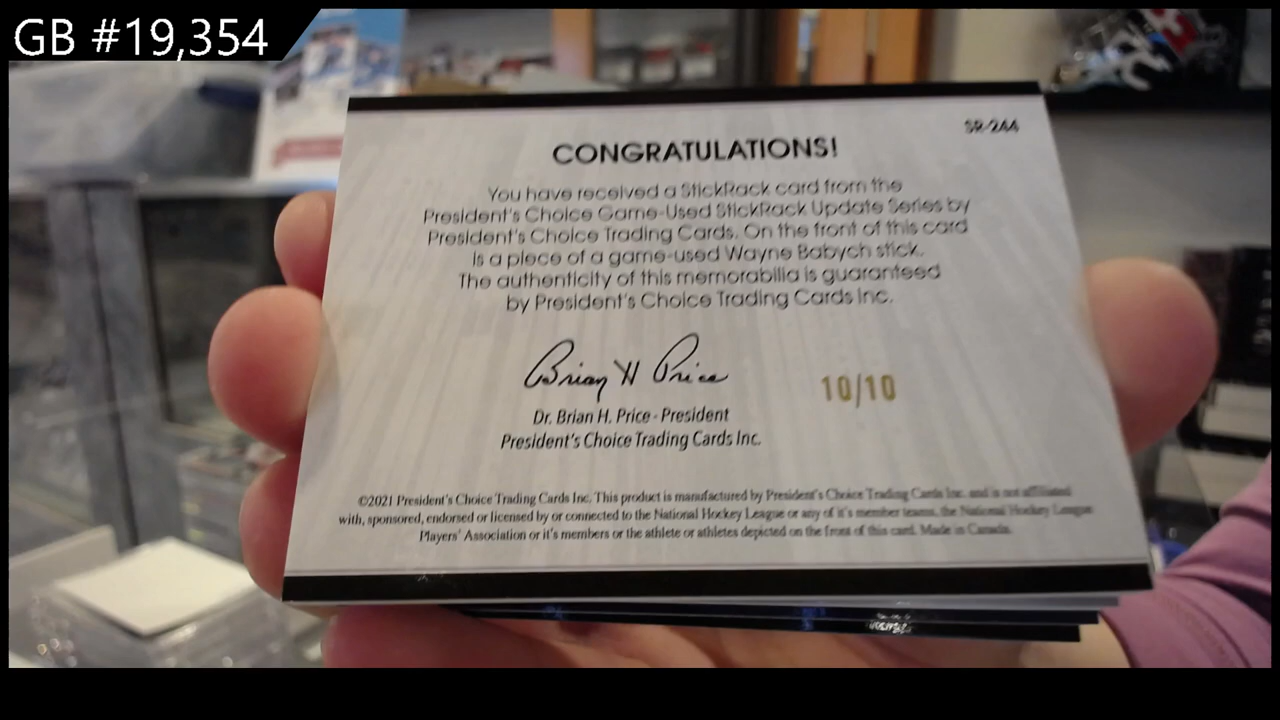 GB #19,354
SR-244
CONGRATULATIONS!
You have received a StickRack card from the
President's Choice Game-Used StickRack Update Series by
President's Choice Trading Cards. On the front of this card
is a piece of a game-used Wayne Babych stick.
The authenticity of this memorabilia is guaranteed
by President's Choice Trading Cards Inc.
Brian H Price
10/10
Dr. Brian H. Price - President
President's Choice Trading Cards Inc.
©2021 President's Choice Trading Cards Inc. This product is manufactured by President's Choice Trading Cards Inc. and is not affiliated
with, sponsored, endorsed or licensed by or connected to the National Hockey League or any of it's member teams, the National Hockey League
Players' Association or it's members or the athlete or athletes depicted on the front of this card. Made in Canada.